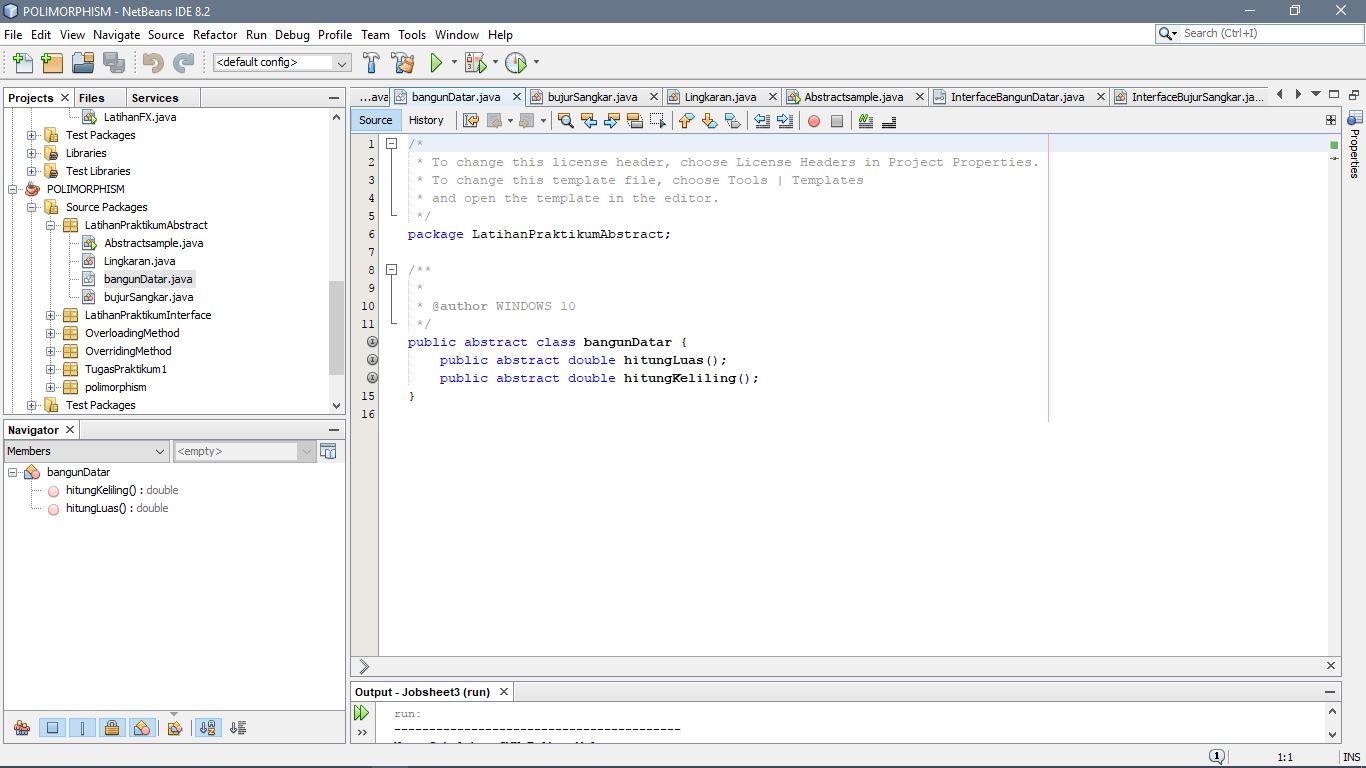 POLIMORPHISM - NetBeans IDE 8.2
File Edit View Navigate Source Refactor Run Debug Profile Team Tools Window Help
Search (Ctrl+I)
<default config>
Projects Files Services
LatihanFX.java
Test Packages
Libraries
Test Libraries
POLIMORPHISM
Source Packages
LatihanPraktikumAbstract
Abstractsample.java
Lingkaran.java
bangunDatar.java
bujurSangkar.java
LatihanPraktikumInterface
OverloadingMethod
OverridingMethod
TugasPraktikum1
polimorphism
Test Packages
Navigator
Members <empty>
bangunDatar
hitungKeliling() : double
hitungLuas() : double
...ava bangunDatar.java bujurSangkar.java Lingkaran.java Abstractsample.java InterfaceBangunDatar.java InterfaceBujurSangkar.ja...
Source History
1 /*
2 * To change this license header, choose License Headers in Project Properties.
3 * To change this template file, choose Tools | Templates
4 * and open the template in the editor.
5 */
6 package LatihanPraktikumAbstract;
7
8 /**
9 *
10 * @author WINDOWS 10
11 */
public abstract class bangunDatar {
public abstract double hitungLuas();
public abstract double hitungKeliling();
15 }
16
Properties
Output - Jobsheet3 (run)
run:
-----------------------------------------
1
1:1 INS